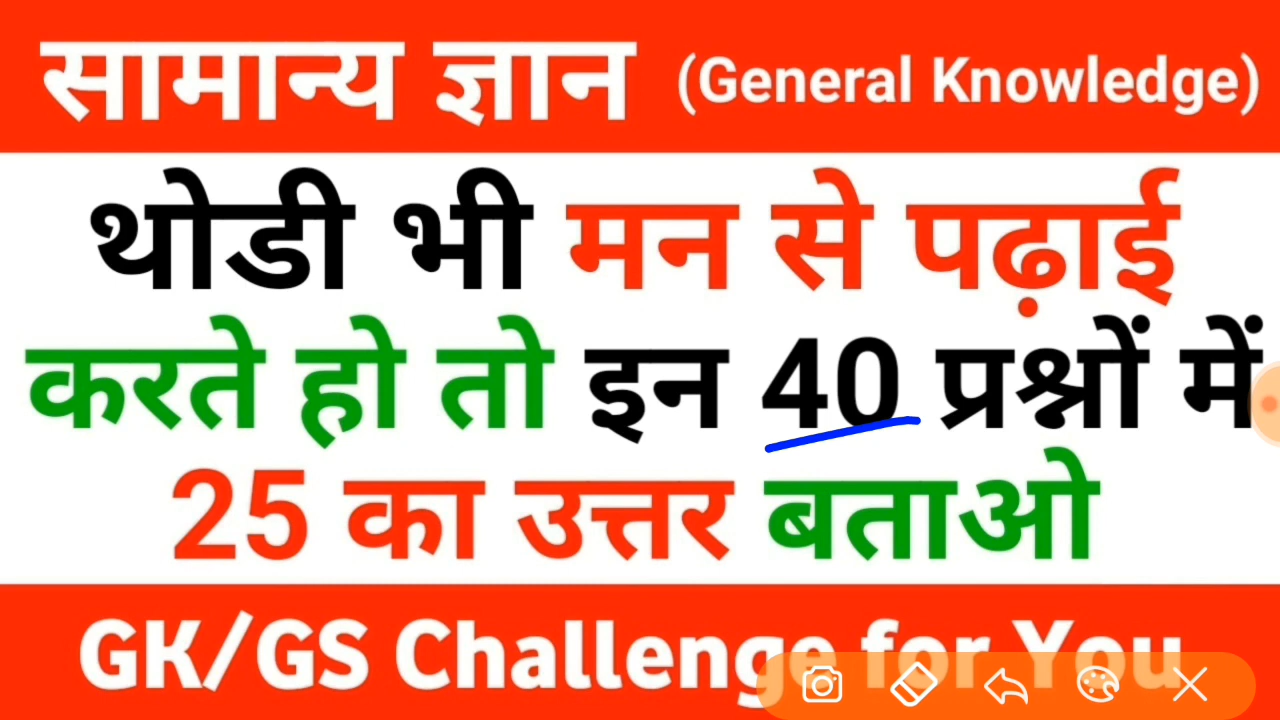 सामान्य ज्ञान (General Knowledge)
थोडी भी मन से पढ़ाई
करते हो तो इन 40 प्रश्नों में
25 का उत्तर बताओ
GK/GS Challenge for You